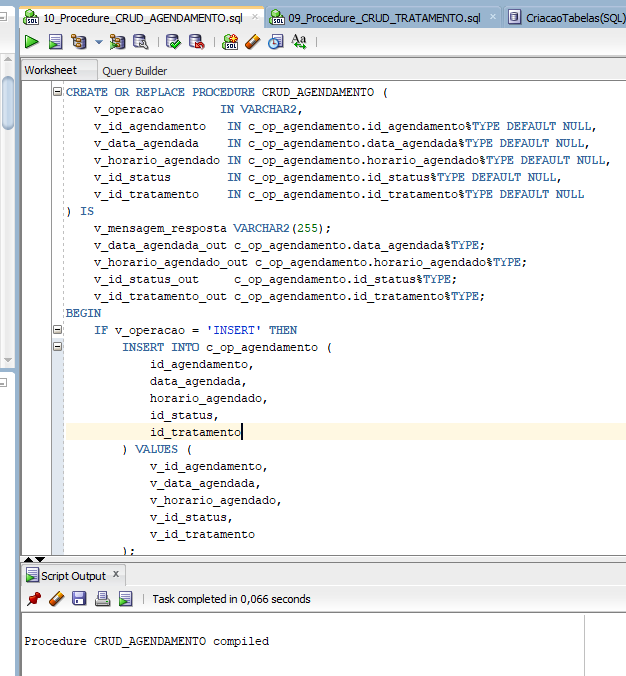 10_Procedure_CRUD_AGENDAMENTO.sql
09_Procedure_CRUD_TRATAMENTO.sql
CriacaoTabelas(SQL)
Worksheet
Query Builder
CREATE OR REPLACE PROCEDURE CRUD_AGENDAMENTO (
v_operacao IN VARCHAR2,
v_id_agendamento IN c_op_agendamento.id_agendamento%TYPE DEFAULT NULL,
v_data_agendada IN c_op_agendamento.data_agendada%TYPE DEFAULT NULL,
v_horario_agendado IN c_op_agendamento.horario_agendado%TYPE DEFAULT NULL,
v_id_status IN c_op_agendamento.id_status%TYPE DEFAULT NULL,
v_id_tratamento IN c_op_agendamento.id_tratamento%TYPE DEFAULT NULL
) IS
v_mensagem_resposta VARCHAR2(255);
v_data_agendada_out c_op_agendamento.data_agendada%TYPE;
v_horario_agendado_out c_op_agendamento.horario_agendado%TYPE;
v_id_status_out c_op_agendamento.id_status%TYPE;
v_id_tratamento_out c_op_agendamento.id_tratamento%TYPE;
BEGIN
IF v_operacao = 'INSERT' THEN
INSERT INTO c_op_agendamento (
id_agendamento,
data_agendada,
horario_agendado,
id_status,
id_tratamento
) VALUES (
v_id_agendamento,
v_data_agendada,
v_horario_agendado,
v_id_status,
v_id_tratamento
);
Script Output
Task completed in 0,066 seconds
Procedure CRUD_AGENDAMENTO compiled